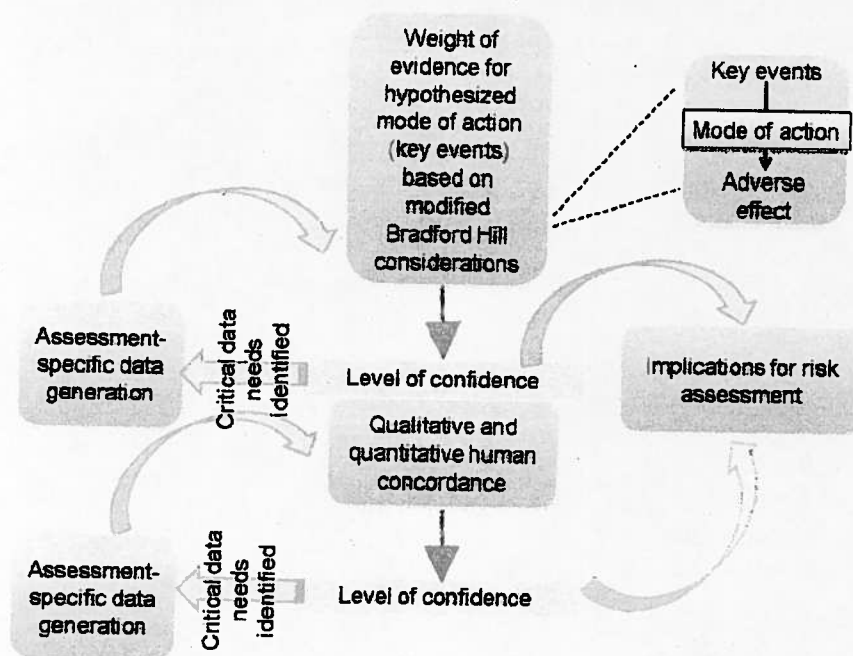 Weight of
evidence for
hypothesized
mode of action
(key events)
based on
modified
Bradford Hill
considerations
Key events
Mode of action
Adverse
effect
Assessment-
specific data
generation
Critical data
needs
identified
Level of confidence
Implications for risk
assessment
Qualitative and
quantitative human
concordance
Assessment-
specific data
generation
Critical data
needs
identified
Level of confidence